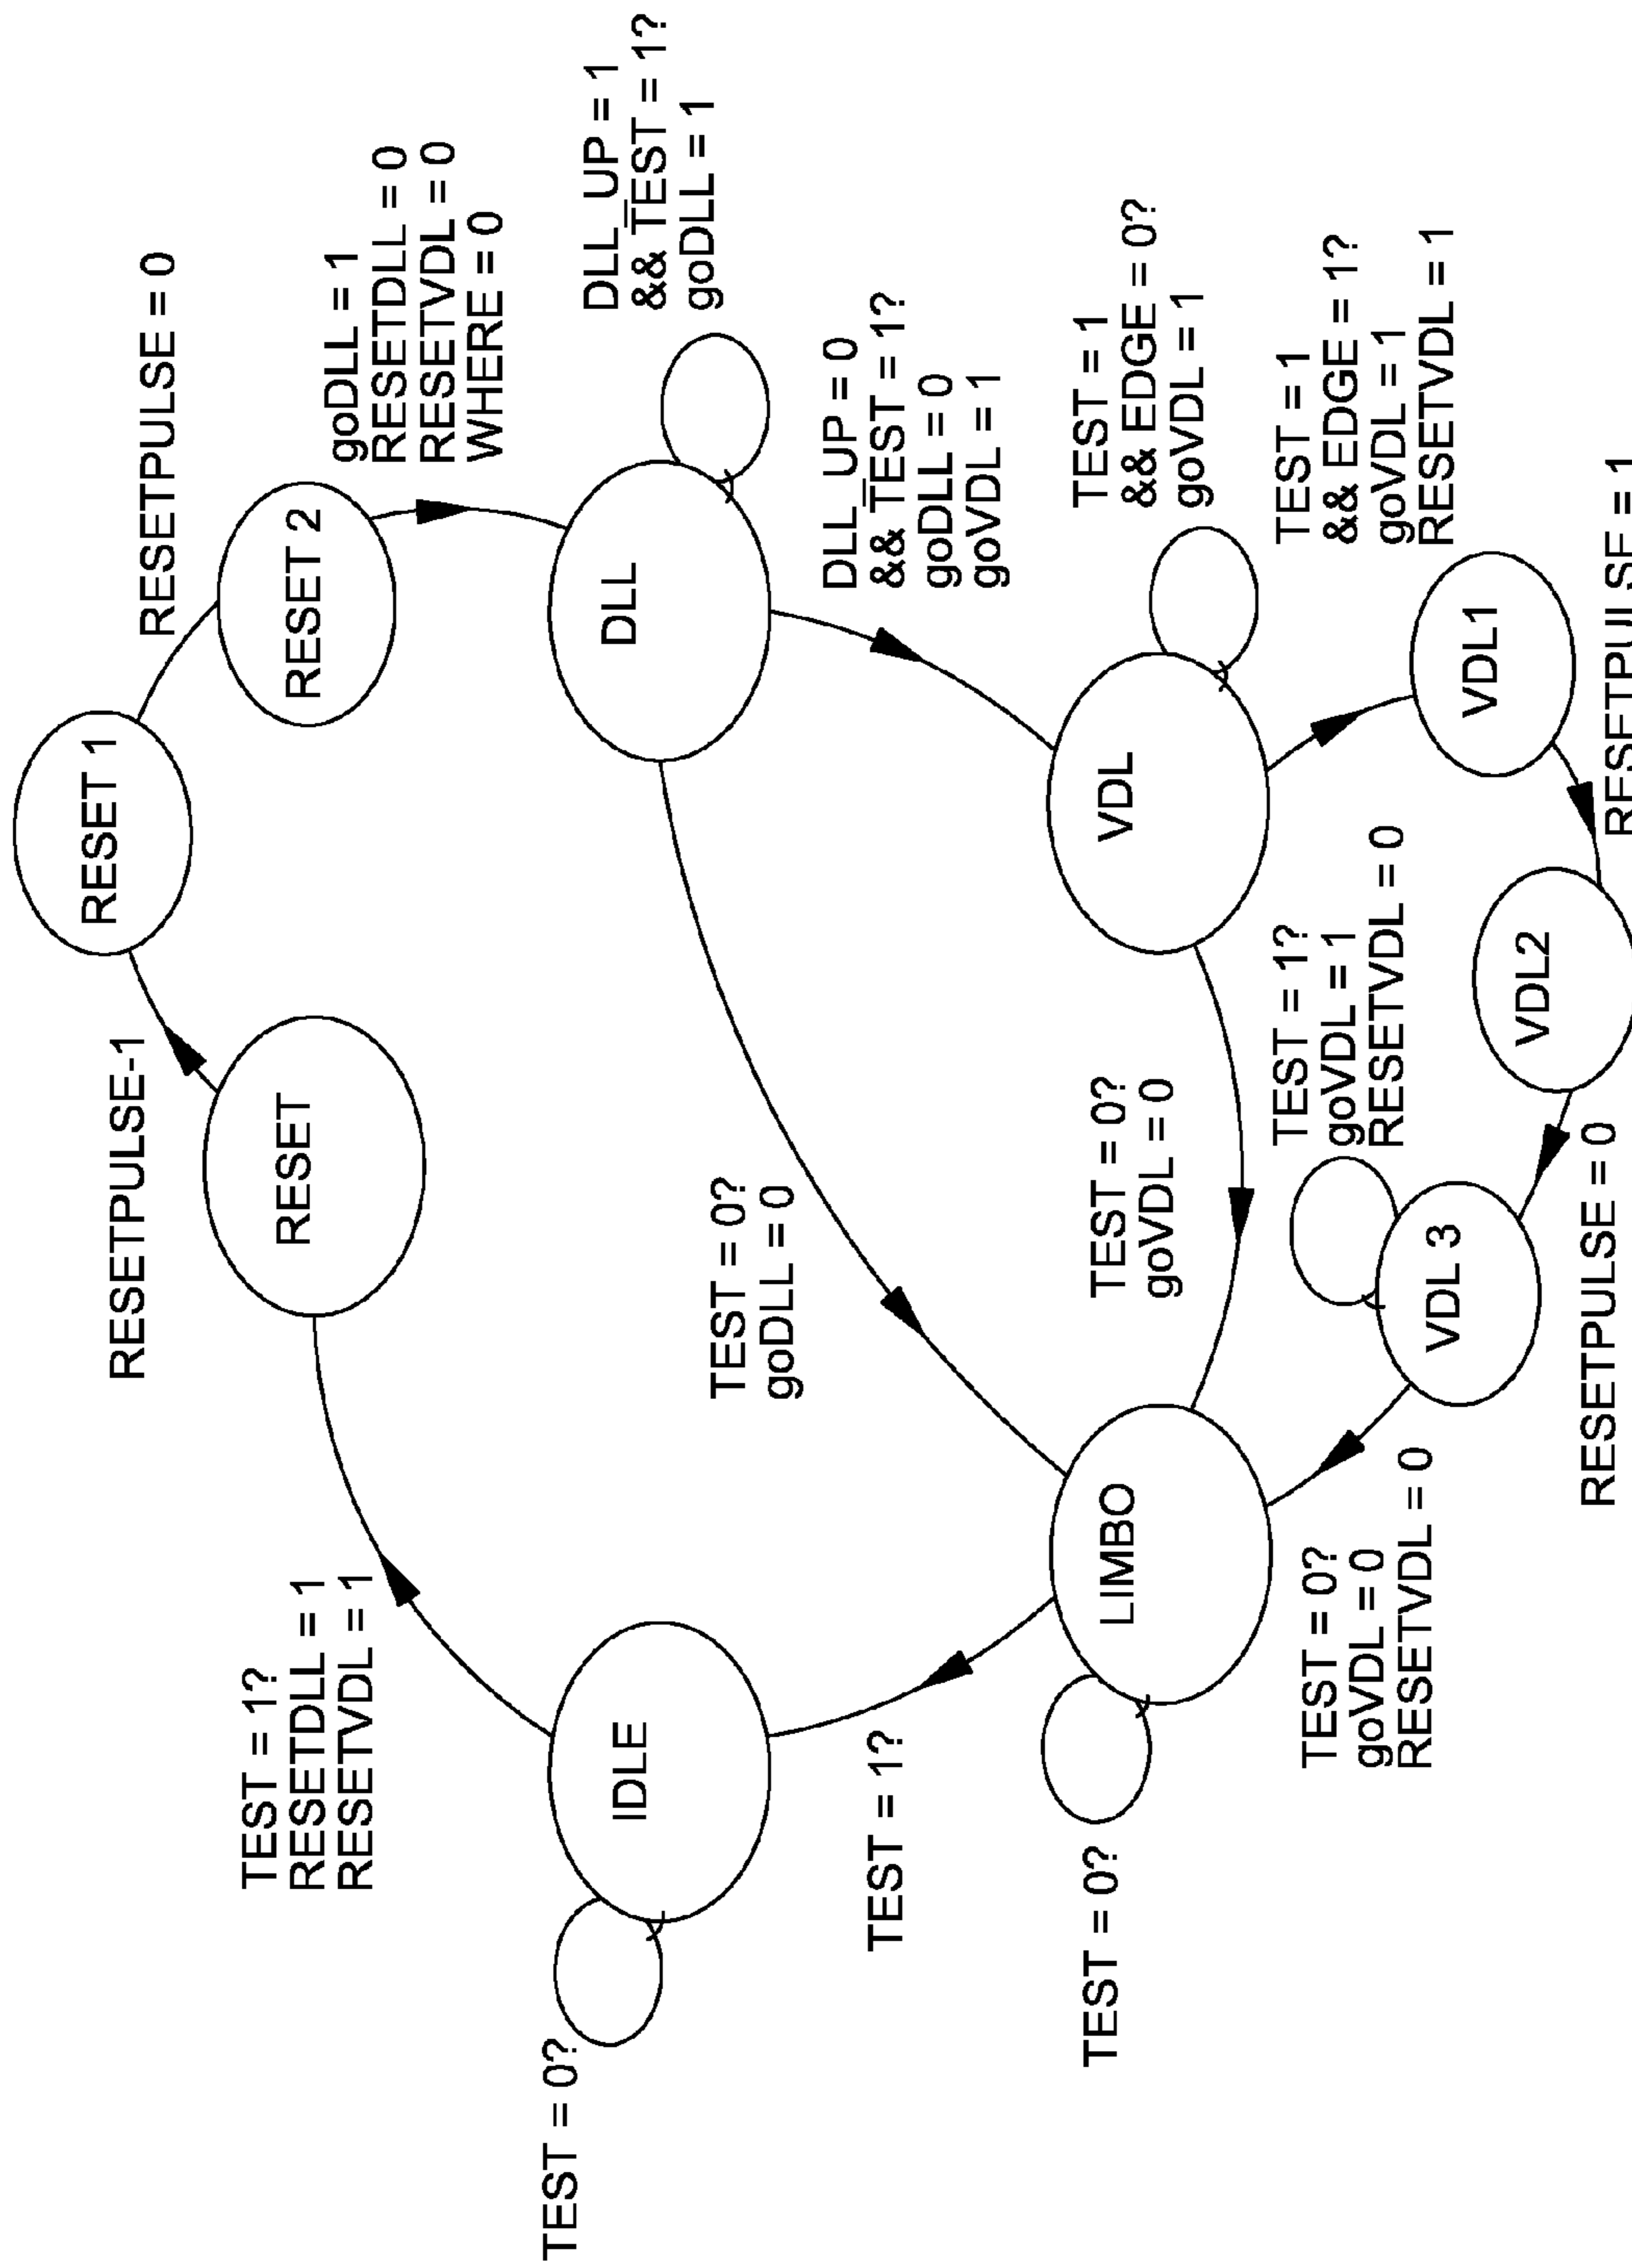 RESET 1
RESETPULSE-1
RESETPULSE = 0
RESET
RESET 2
TEST = 1?
RESETDLL = 1
RESETVDL = 1
goDLL = 1
RESETDLL = 0
RESETVDL = 0
WHERE = 0
TEST = 0?
IDLE
DLL
DLL_UP = 1
&& TEST = 1?
goDLL = 1
TEST = 0?
goDLL = 0
TEST = 1?
DLL_UP = 0
&& TEST = 1?
goDLL = 0
goVDL = 1
TEST = 0?
LIMBO
TEST = 0?
goVDL = 0
VDL
TEST = 1
&& EDGE = 0?
goVDL = 1
TEST = 0?
goVDL = 0
RESETVDL = 0
TEST = 1?
goVDL = 1
RESETVDL = 0
TEST = 1
&& EDGE = 1?
goVDL = 1
RESETVDL = 1
VDL 3
VDL2
VDL1
RESETPULSE = 0
RESETPULSE = 1